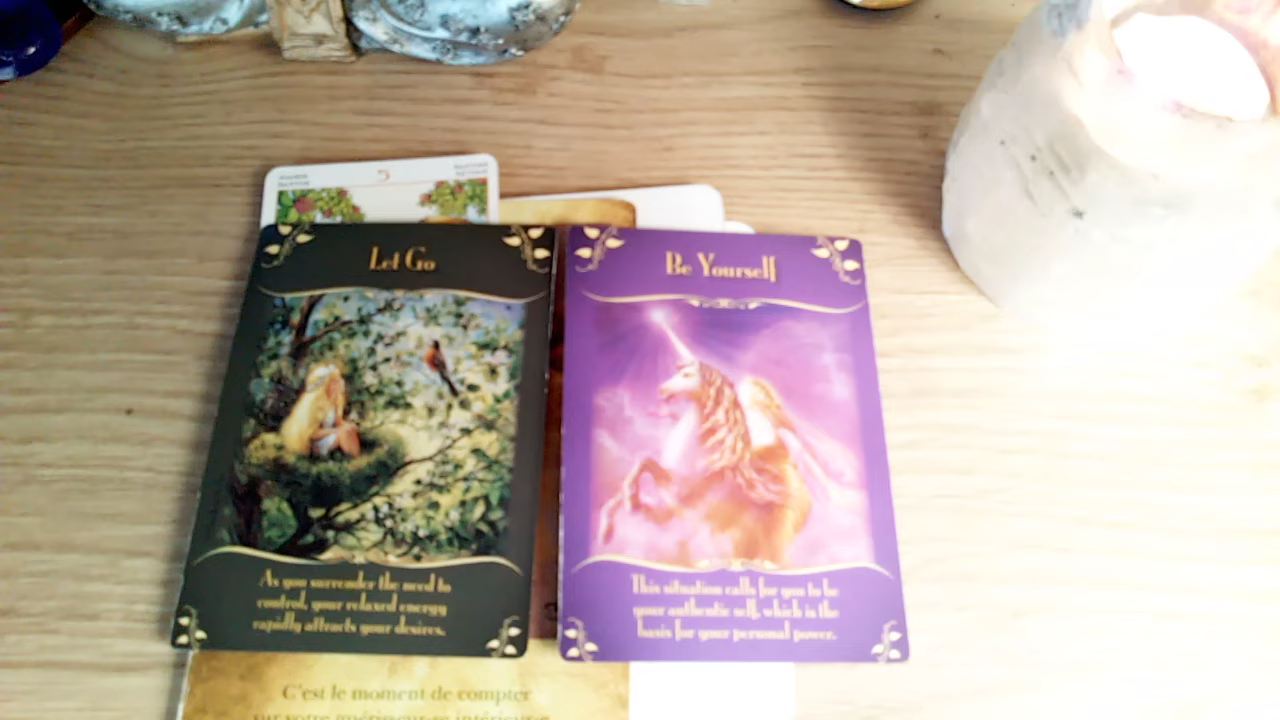 Let Go
As you surrender the need to
control, your relaxed energy
rapidly attracts your desires.
Be Yourself
This situation calls for you to be
your authentic self, which is the
basis for your personal power.
C'est le moment de compter
sur votre